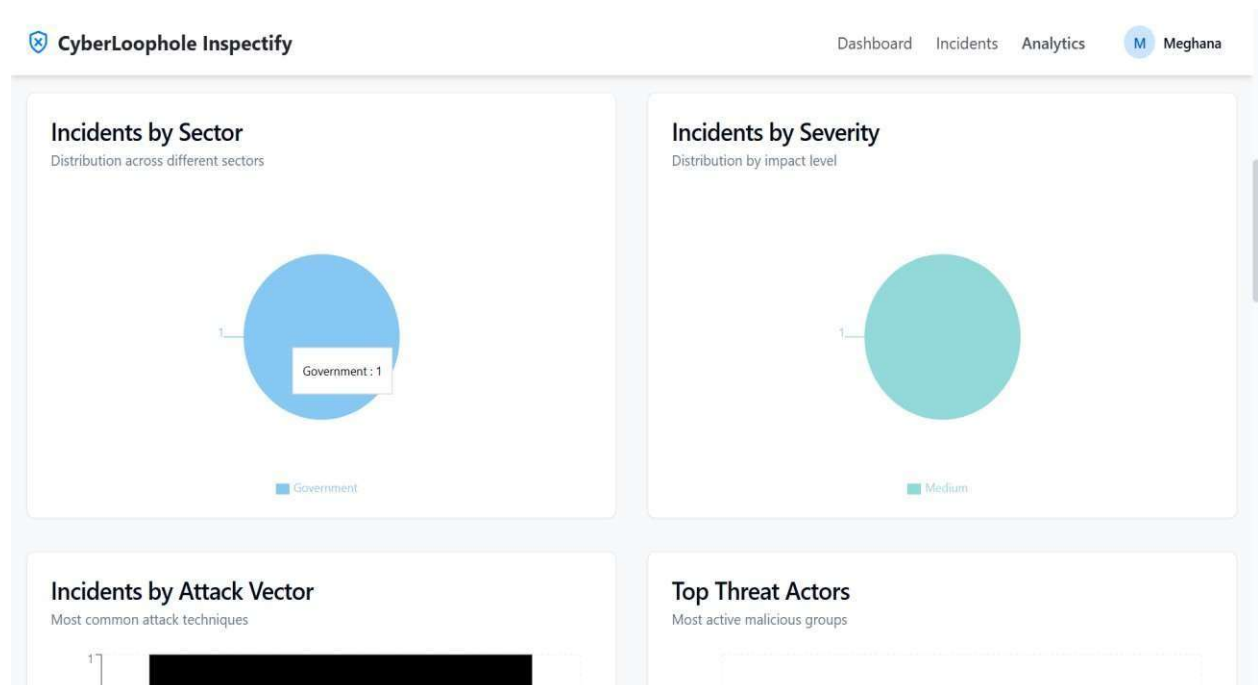 CyberLoophole Inspectify
Dashboard Incidents Analytics M Meghana
Incidents by Sector
Distribution across different sectors
1
Government : 1
Government
Incidents by Severity
Distribution by impact level
1
Medium
Incidents by Attack Vector
Most common attack techniques
1
Top Threat Actors
Most active malicious groups